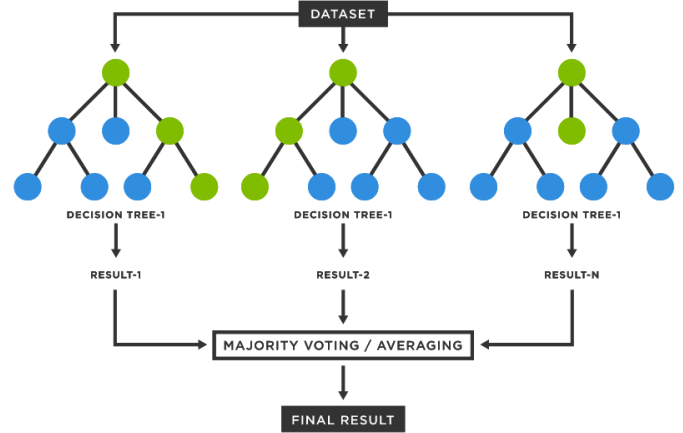 DATASET
DECISION TREE-1 DECISION TREE-1 DECISION TREE-1
RESULT-1 RESULT-2 RESULT-N
MAJORITY VOTING / AVERAGING
FINAL RESULT